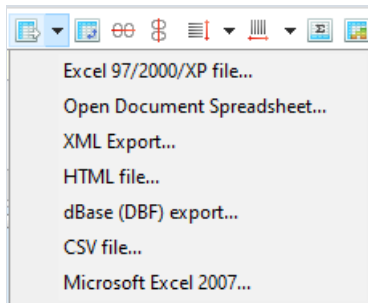 Excel 97/2000/XP file...
Open Document Spreadsheet...
XML Export...
HTML file...
dBase (DBF) export...
CSV file...
Microsoft Excel 2007...